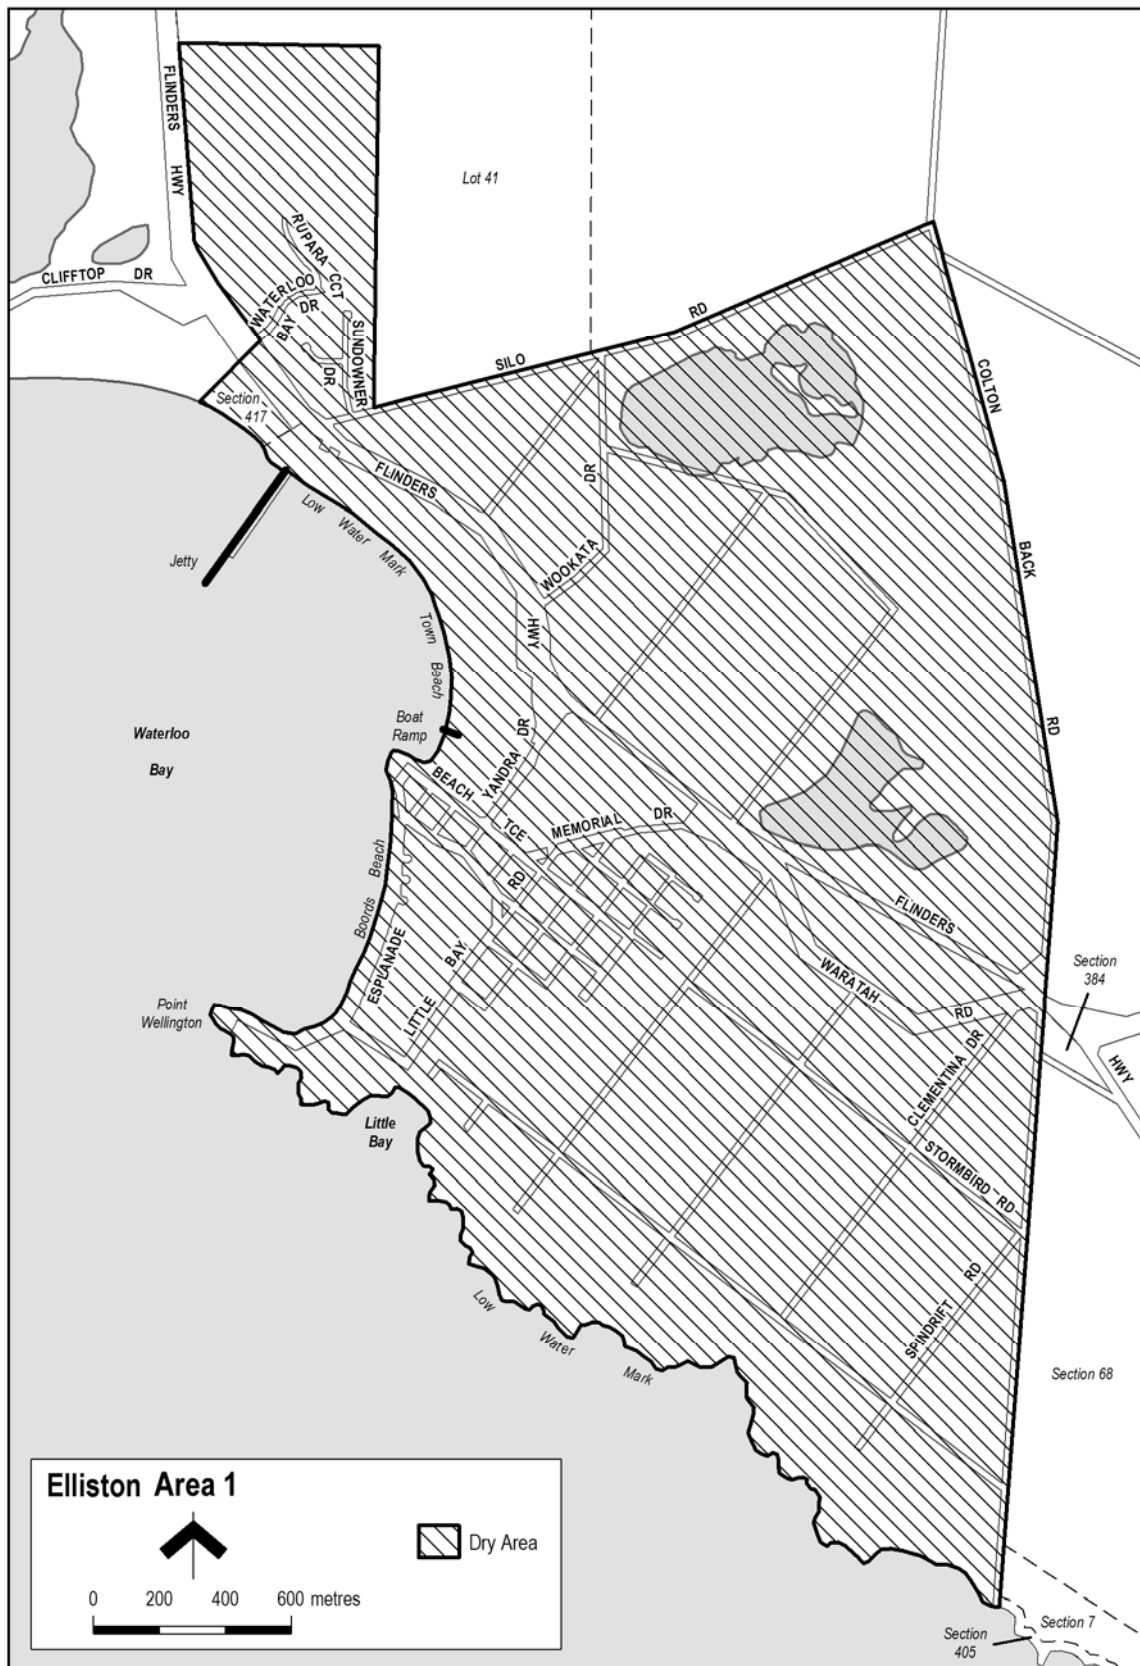 FLINDERS HWY
Lot 41
CLIFFTOP DR
RUPARA CCT
WATERLOO
BAY DR
SUNDOWNER
DR
SILO RD
COLTON BACK RD
Section
417
FLINDERS HWY
Low Water Mark
Jetty
WOOKATA DR
Town Beach
Boat
Ramp
Waterloo
Bay
YANDRA DR
BEACH TCE
MEMORIAL DR
Boords Beach
ESPLANADE
LITTLE BAY RD
FLINDERS HWY
Section
384
WARATAH RD
Point
Wellington
CLEMENTINA DR
Little
Bay
STORMBIRD RD
SPINDRIFT RD
Low Water Mark
Section 68
Elliston Area 1
Dry Area
0 200 400 600 metres
Section 7
Section
405